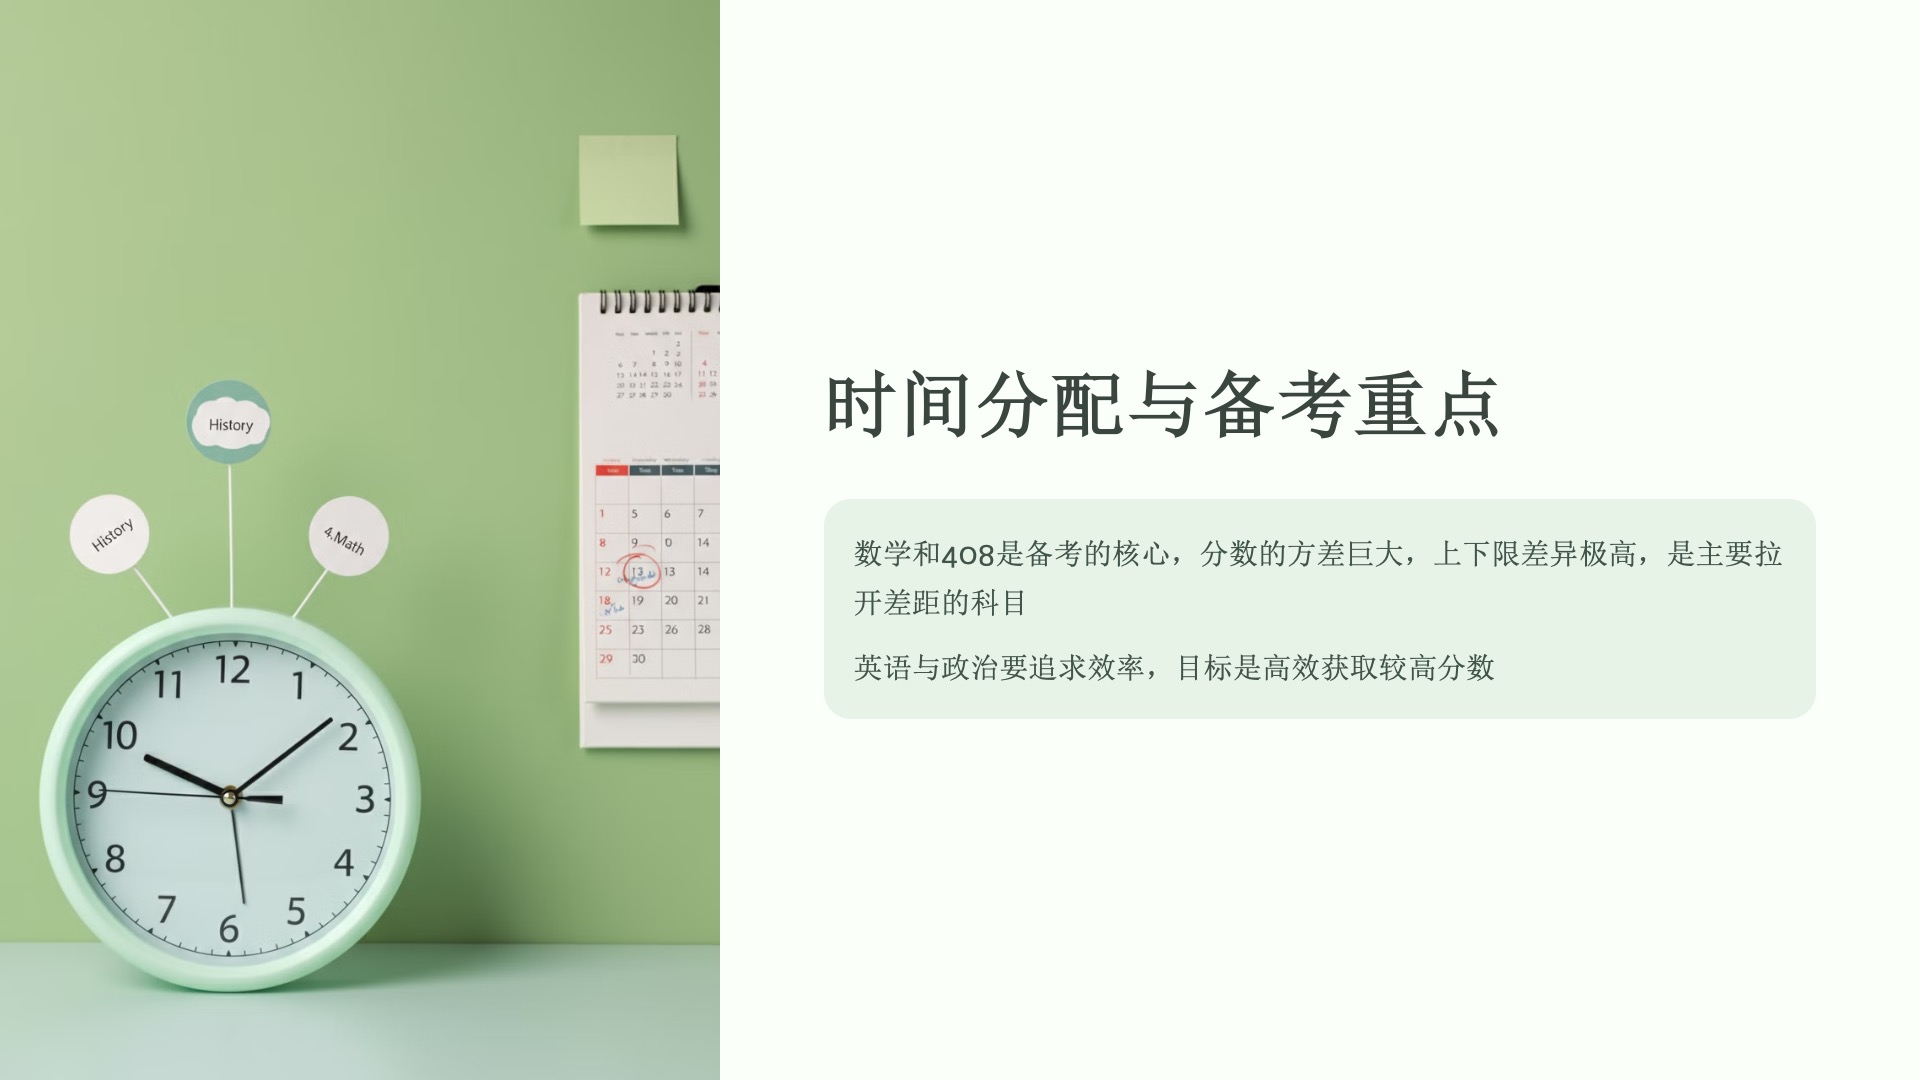 时间分配与备考重点
数学和408是备考的核心，分数的方差巨大，上下限差异极高，是主要拉
开差距的科目
英语与政治要追求效率，目标是高效获取较高分数
History
History
4.Math
12
11
1
10
2
9
3
8
4
7
5
6
1 5 6 7
8 9 0 14
12 13 13 14
18 19 20 21
25 23 26 28
29 30